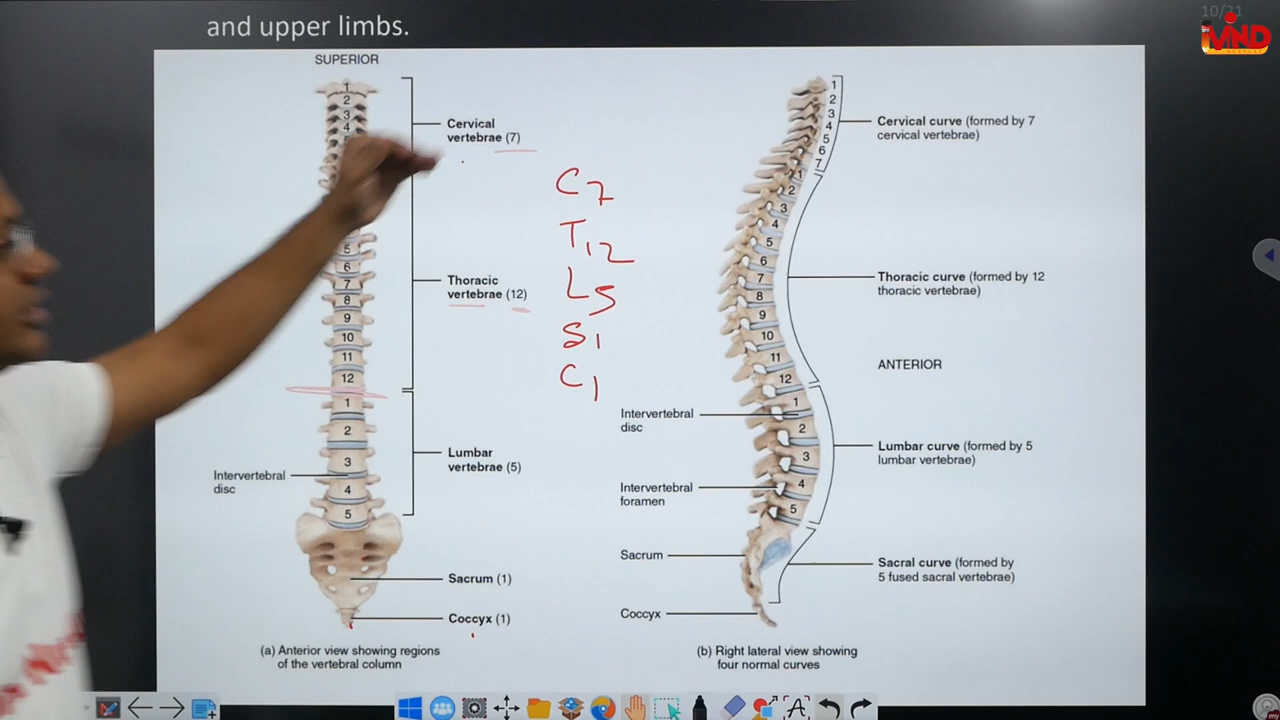 and upper limbs.
10/21
MIND
SUPERIOR
1
2
3
4
5
6
7
8
9
10
11
12
1
2
3
4
5
Cervical
vertebrae (7)
Thoracic
vertebrae (12)
Lumbar
vertebrae (5)
Intervertebral
disc
Sacrum (1)
Coccyx (1)
(a) Anterior view showing regions
of the vertebral column
C7
T12
L5
S1
C1
1
2
3
4
5
6
7
1
2
3
4
5
6
7
8
9
10
11
12
1
2
3
4
5
Cervical curve (formed by 7
cervical vertebrae)
Thoracic curve (formed by 12
thoracic vertebrae)
ANTERIOR
Intervertebral
disc
Lumbar curve (formed by 5
lumbar vertebrae)
Intervertebral
foramen
Sacrum
Sacral curve (formed by
5 fused sacral vertebrae)
Coccyx
(b) Right lateral view showing
four normal curves